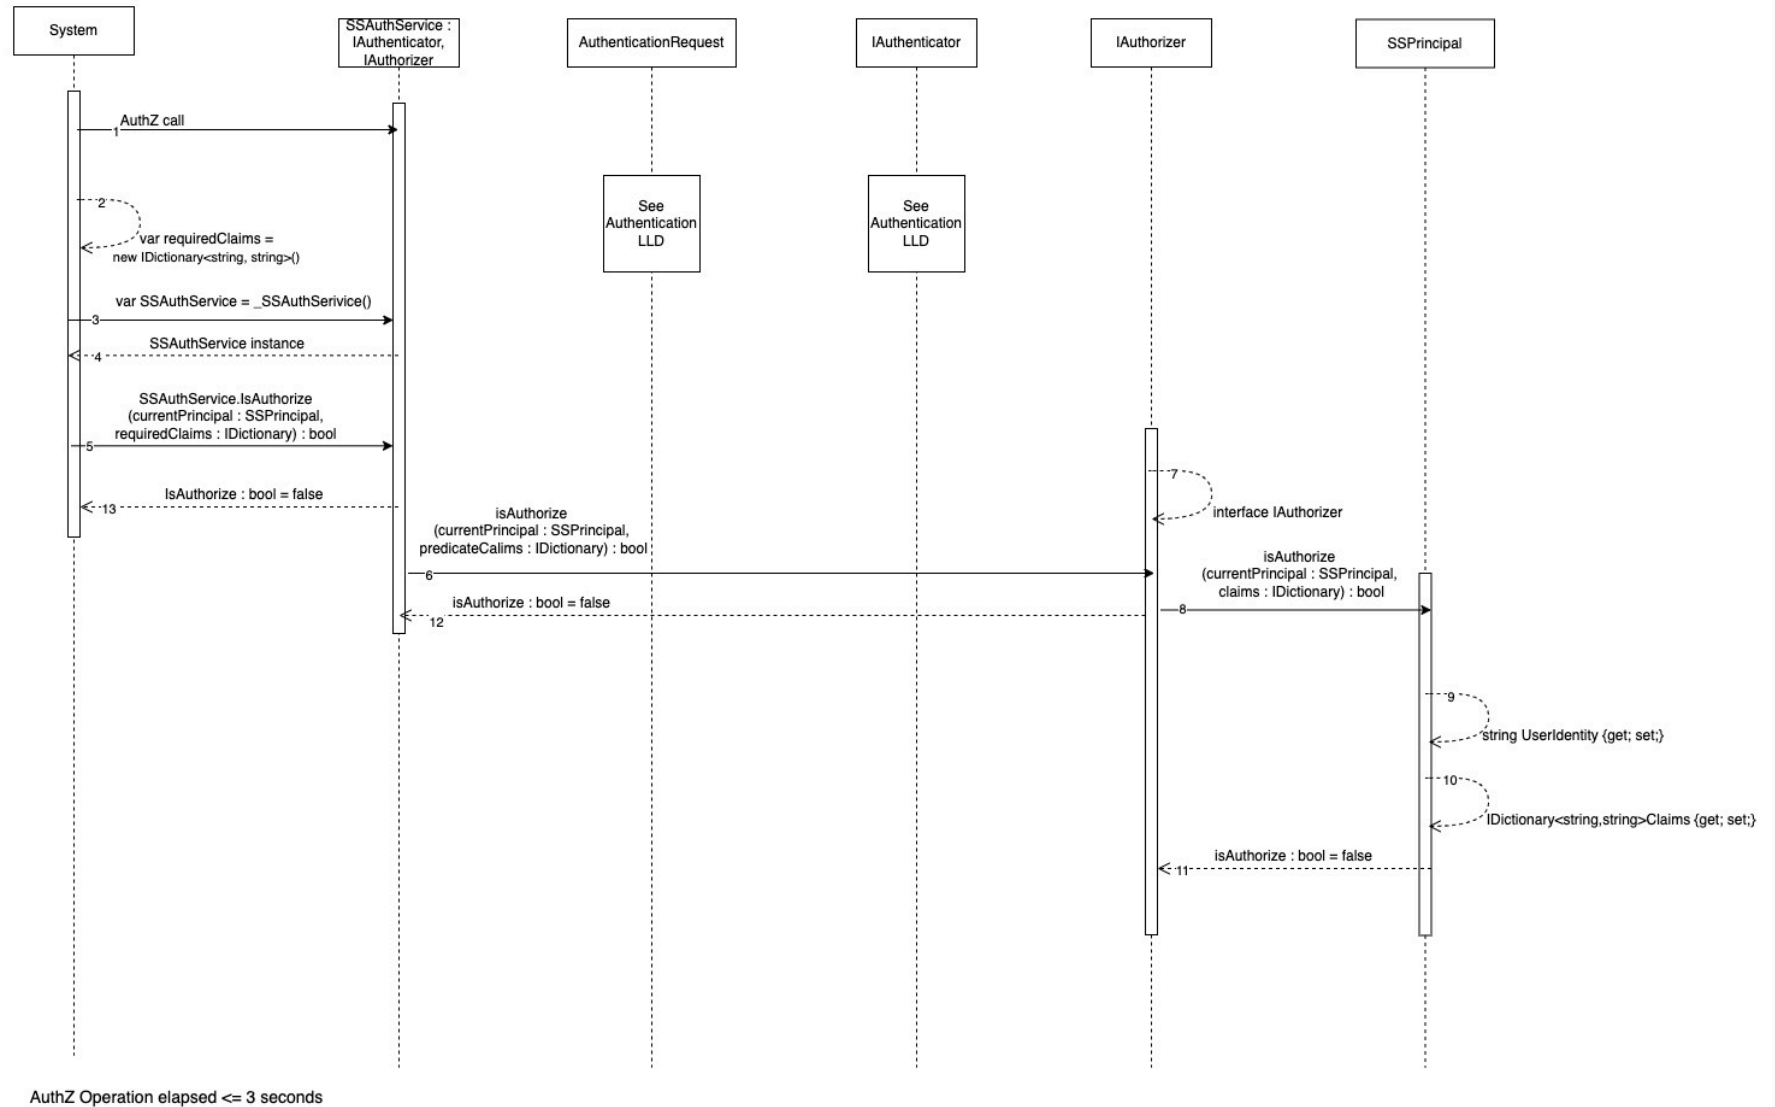 System
SSAuthService :
IAuthenticator,
IAuthorizer
AuthenticationRequest
IAuthenticator
IAuthorizer
SSPrincipal
AuthZ call
1
2
var requiredClaims =
new IDictionary<string, string>()
See
Authentication
LLD
See
Authentication
LLD
var SSAuthService = _SSAuthSerivice()
3
SSAuthService instance
4
SSAuthService.IsAuthorize
(currentPrincipal : SSPrincipal,
requiredClaims : IDictionary) : bool
5
IsAuthorize : bool = false
13
isAuthorize
(currentPrincipal : SSPrincipal,
predicateCalims : IDictionary) : bool
6
7
interface IAuthorizer
isAuthorize
(currentPrincipal : SSPrincipal,
claims : IDictionary) : bool
8
isAuthorize : bool = false
12
9
string UserIdentity {get; set;}
10
IDictionary<string,string>Claims {get; set;}
isAuthorize : bool = false
11
AuthZ Operation elapsed <= 3 seconds